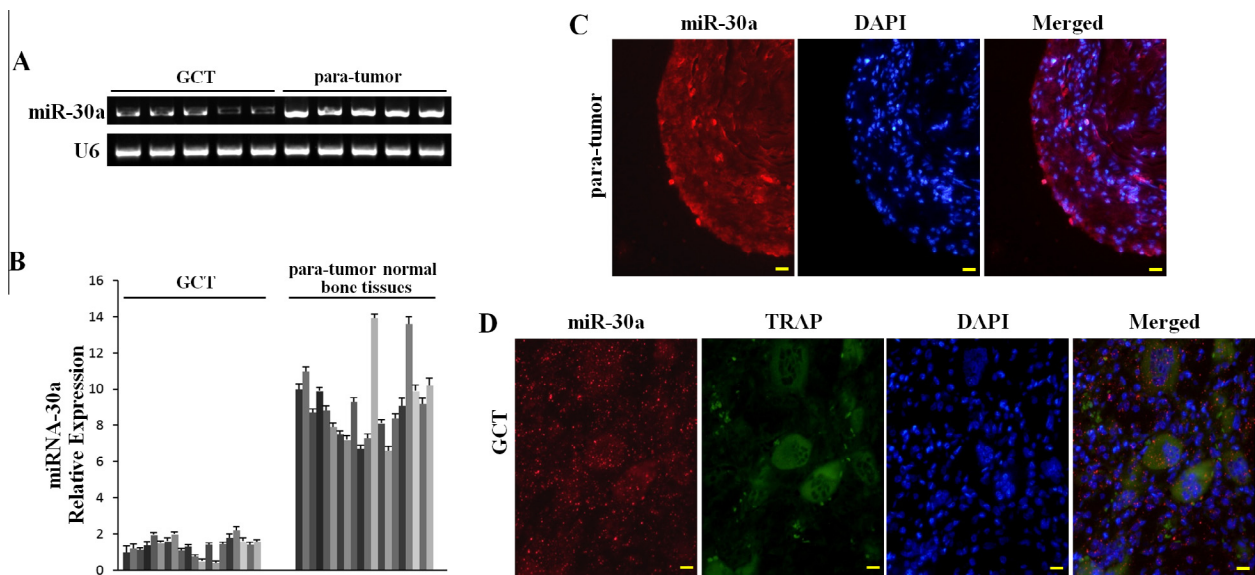 A
GCT para-tumor
miR-30a
U6
B
GCT
para-tumor normal
bone tissues
miRNA-30a
Relative Expression
16
14
12
10
8
6
4
2
0
C
miR-30a DAPI Merged
para-tumor
D
miR-30a TRAP DAPI Merged
GCT